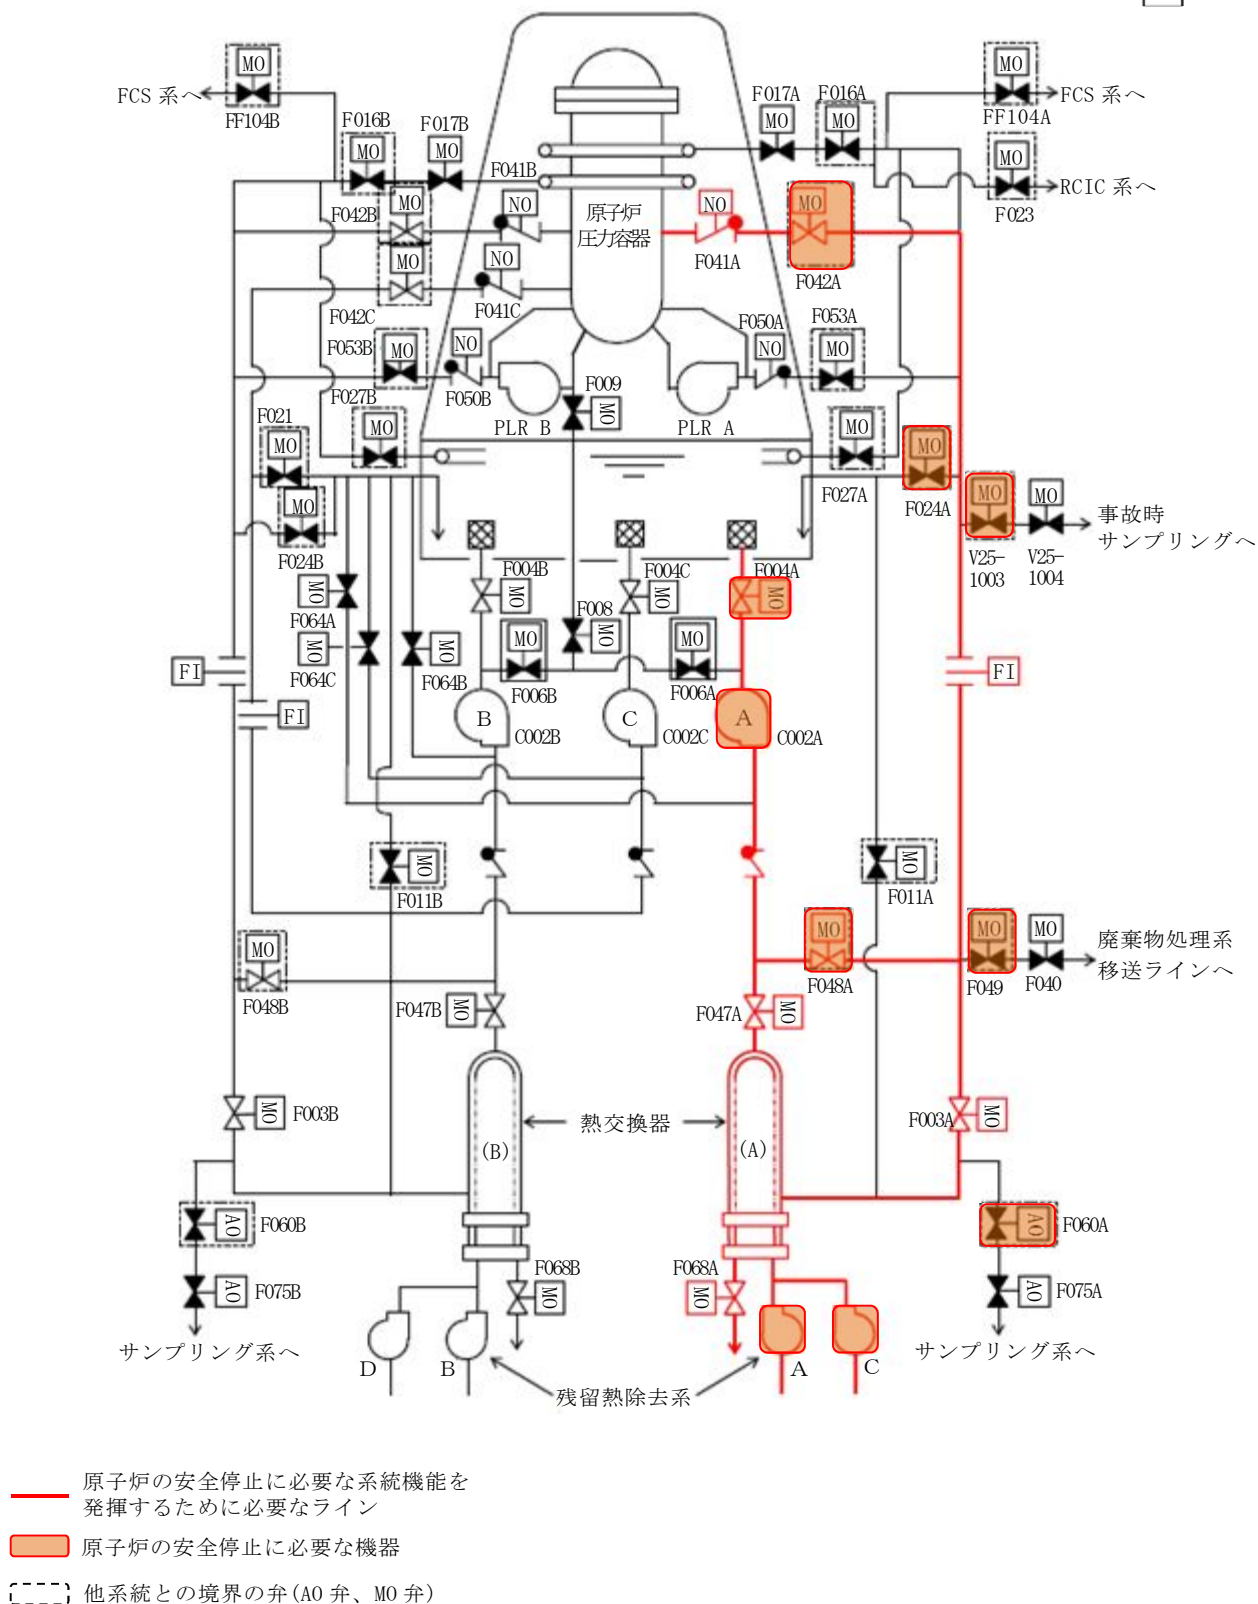 MO
MO
FCS 系へ
FF104B
F016B
F017B
MO
MO
F017A
F016A
MO
MO
FCS 系へ
FF104A
MO
RCIC 系へ
F023
F041B
F042B
MO
NO
原子炉
圧力容器
NO
MO
F041A
F042A
MO
NO
F042C
F041C
F053B
MO
NO
F050B
F050A
NO
F053A
MO
F027B
F009
MO
PLR B
PLR A
F021
MO
MO
MO
F027A
MO
F024A
MO
F024B
MO
MO
V25-
1003
V25-
1004
事故時
サンプリングへ
F004B
MO
F004C
MO
F004A
MO
MO
F064A
MO
F064C
MO
F064B
F008
MO
MO
F006B
MO
F006A
FI
FI
FI
B
C002B
C
C002C
A
C002A
MO
F011B
MO
F011A
MO
F048B
MO
F048A
MO
F049
MO
F040
廃棄物処理系
移送ラインへ
F047B
MO
F047A
MO
MO
F003B
熱交換器
F003A
MO
(B)
(A)
AO
F060B
AO
F060A
AO
F075B
AO
F075A
F068B
MO
F068A
MO
サンプリング系へ
サンプリング系へ
D
B
A
C
残留熱除去系
原子炉の安全停止に必要な系統機能を
発揮するために必要なライン
原子炉の安全停止に必要な機器
他系統との境界の弁(AO 弁、MO 弁)